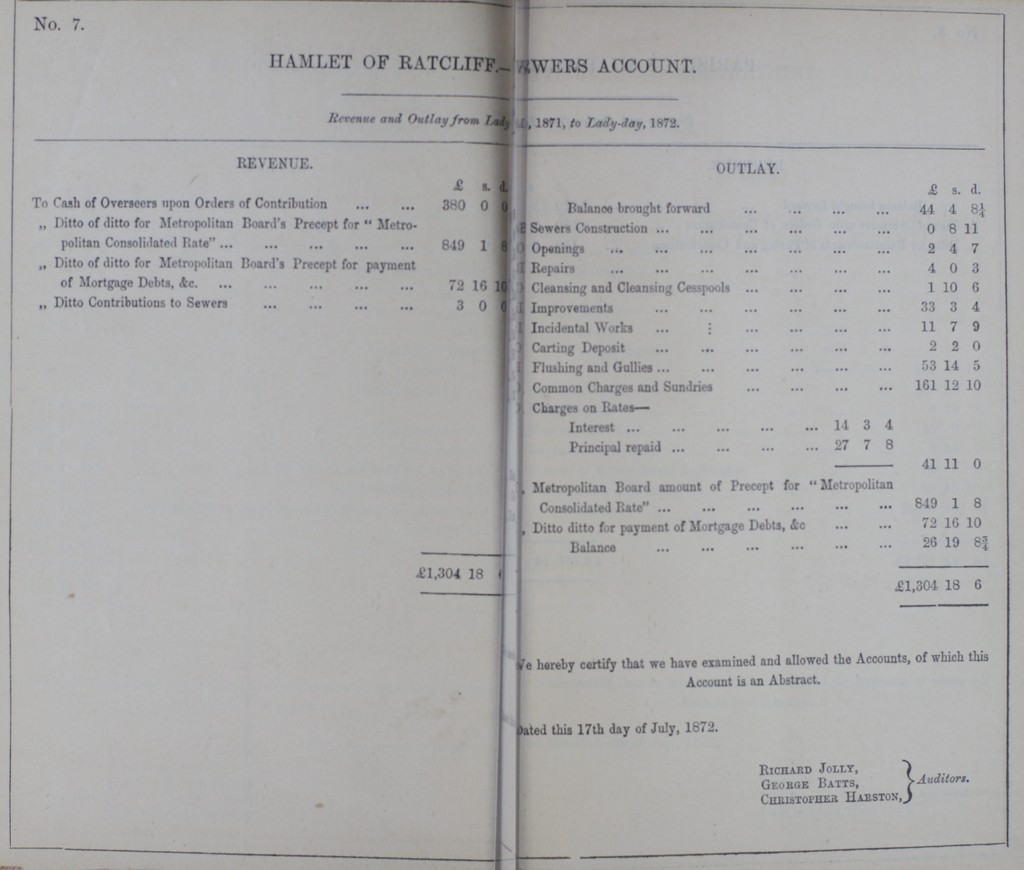 No. 7.
HAMLET OF RATCLIFF.—WERS ACCOUNT.
Revenue and Outlay from Lady , 1871, to Lady-day, 1872.
REVENUE.
£ s. d.
To Cash of Overseers upon Orders of Contribution ... ... 380 0 0
„ Ditto of ditto for Metropolitan Board's Precept for " Metro-
politan Consolidated Rate" ... ... ... ... ... 849 1 8
„ Ditto of ditto for Metropolitan Board's Precept for payment
of Mortgage Debts, &c. ... ... ... ... ... 72 16 10
„ Ditto Contributions to Sewers ... ... ... ... 3 0 0
£1,304 18
OUTLAY.
£ s. d.
Balance brought forward ... ... ... ... 44 4 8¼
Sewers Construction ... ... ... ... ... ... 0 8 11
Openings ... ... ... ... ... ... ... 2 4 7
Repairs ... ... ... ... ... ... ... 4 0 3
Cleansing and Cleansing Cesspools ... ... ... ... 1 10 6
Improvements ... ... ... ... ... ... 33 3 4
Incidental Works ... ... ... ... ... ... 11 7 9
Carting Deposit ... ... ... ... ... ... 2 2 0
Flushing and Gullies ... ... ... ... ... ... 53 14 5
Common Charges and Sundries ... ... ... ... 161 12 10
Charges on Rates—
Interest ... ... ... ... ... 14 3 4
Principal repaid ... ... ... ... 27 7 8
41 11 0
, Metropolitan Board amount of Precept for " Metropolitan
Consolidated Rate" ... ... ... ... ... ... 849 1 8
, Ditto ditto for payment of Mortgage Debts, &c ... ... 72 16 10
Balance ... ... ... ... ... ... 26 19 8¾
£1,304 18 6
We hereby certify that we have examined and allowed the Accounts, of which this
Account is an Abstract.
Dated this 17th day of July, 1872.
RICHARD JOLLY,
GEORGE BATTS,
CHRISTOPHER HARSTON,
} Auditors.